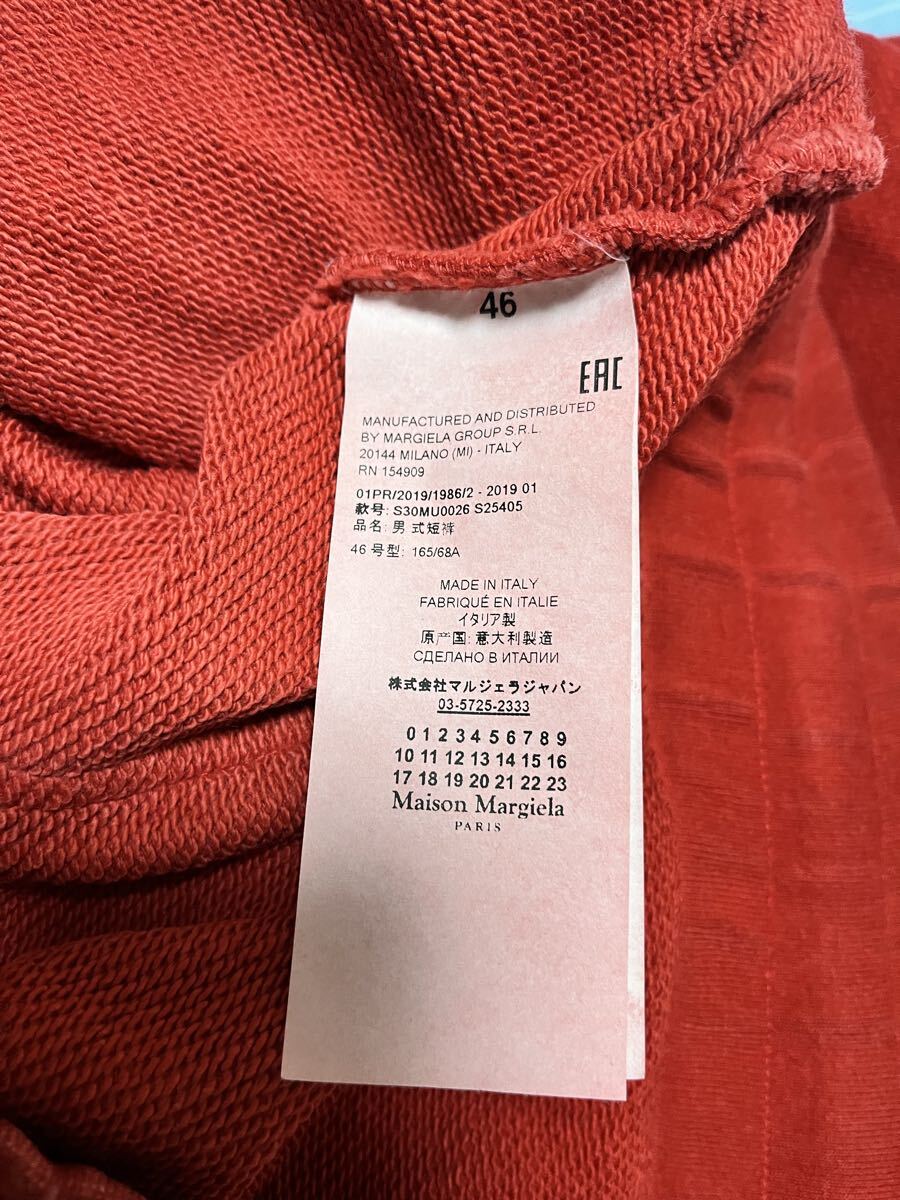 46
EAC
MANUFACTURED AND DISTRIBUTED
BY MARGIELA GROUP S.R.L.
20144 MILANO (MI) - ITALY
RN 154909
01PR/2019/1986/2 - 2019 01
款号: S30MU0026 S25405
品名: 男 式短裤
46 号型: 165/68A
MADE IN ITALY
FABRIQUÉ EN ITALIE
イタリア製
原产国: 意大利製造
СДЕЛАНО В ИТАЛИИ
株式会社マルジェラジャパン
03-5725-2333
0 1 2 3 4 5 6 7 8 9
10 11 12 13 14 15 16
17 18 19 20 21 22 23
Maison Margiela
PARIS